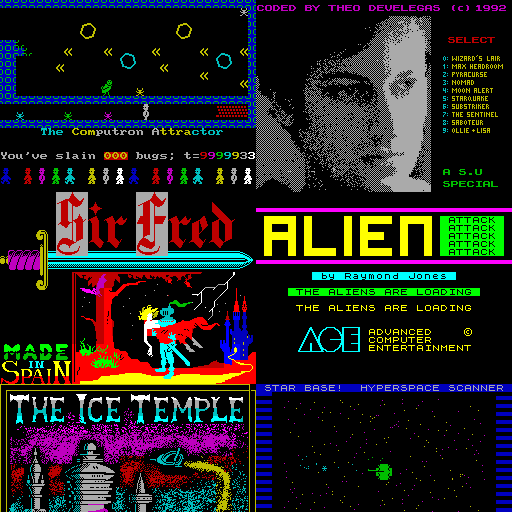 The Computron Attractor
You've slain 000 bugs; t=9999933
CODED BY THEO DEVELEGAS (c) 1992
SELECT
0: WIZARD'S LAIR
1: MAX HEADROOM
2: PYRACURSE
3: NOMAD
4: MOON ALERT
5: STARQUAKE
6: SUBSTRIKER
7: THE SENTINEL
8: SABOTEUR
9: OLLIE & LISA
A S.U
SPECIAL
Sir Fred
MADE
IN
SPAIN
ALIEN
ATTACK
ATTACK
ATTACK
ATTACK
ATTACK
by Raymond Jones
THE ALIENS ARE LOADING
THE ALIENS ARE LOADING
ACE ADVANCED ©
COMPUTER
ENTERTAINMENT
THE ICE TEMPLE
STAR BASE! HYPERSPACE SCANNER